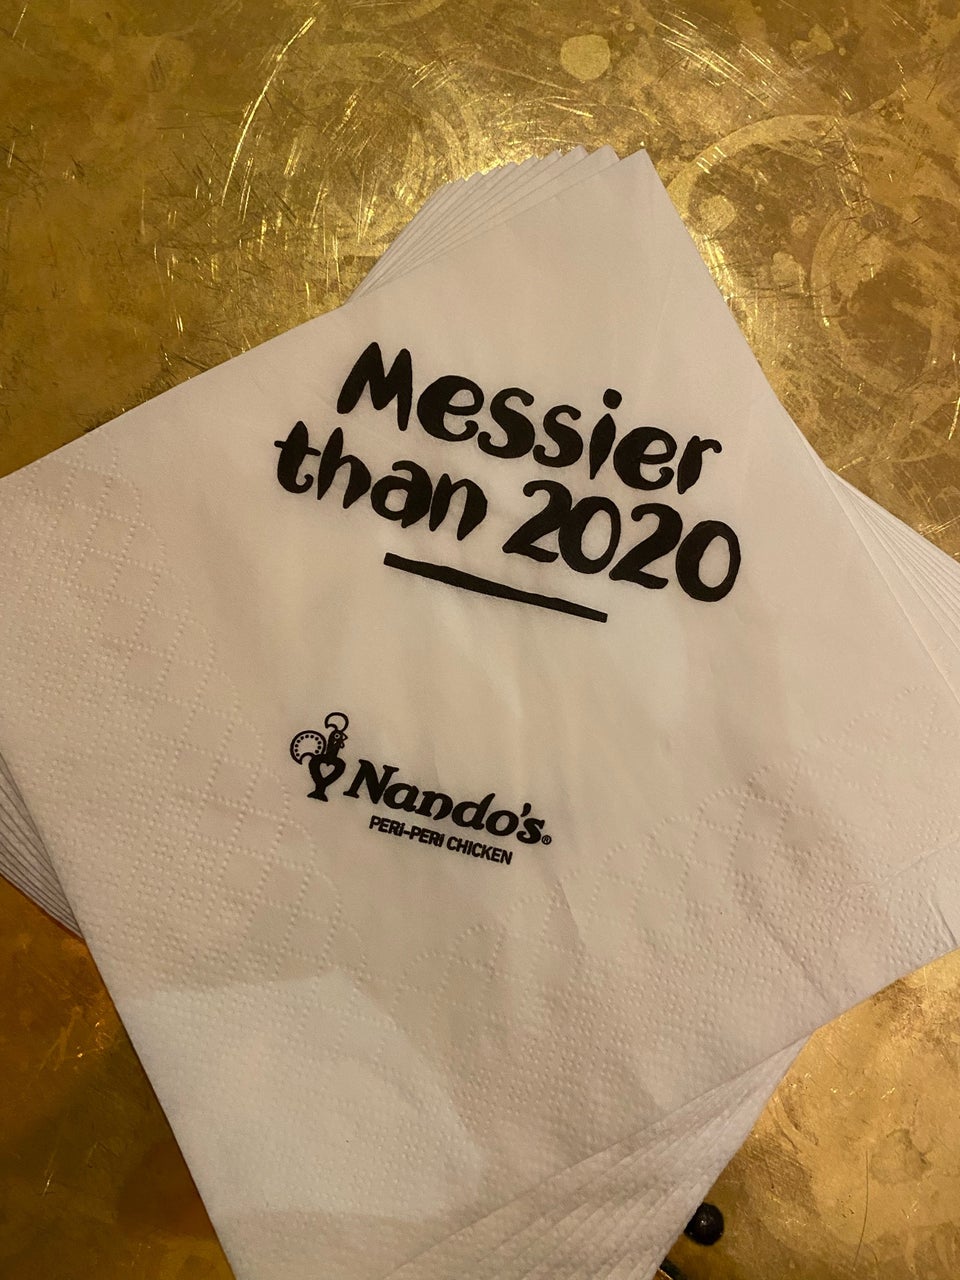 Messier
than 2020
Nando's®
PERi-PERi CHICKEN